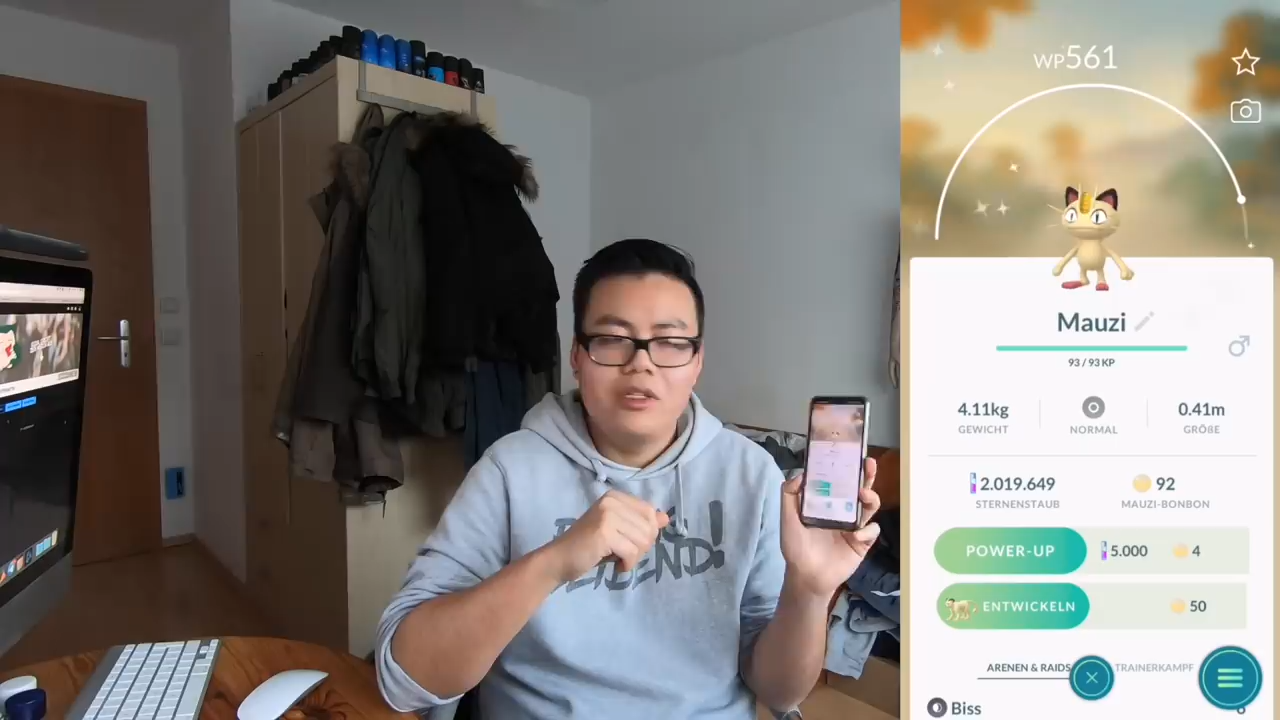 WP561
Mauzi
93 / 93 KP
4.11kg
GEWICHT
NORMAL
0.41m
GRÖßE
2.019.649
STERNENSTAUB
92
MAUZI-BONBON
POWER-UP
5.000
4
ENTWICKELN
50
ARENEN & RAIDS
TRAINERKAMPF
Biss